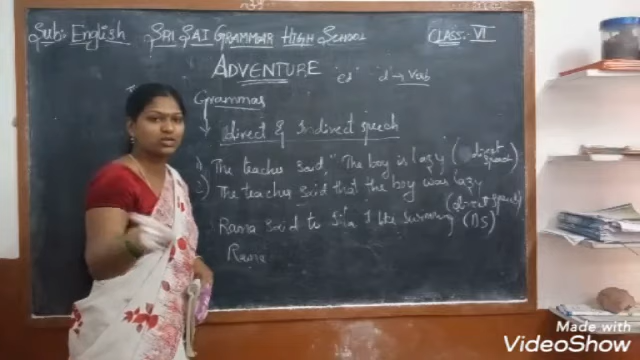 Sub: English SRI SAI GRAMMAR HIGH SCHOOL CLASS: VI
ADVENTURE 'ed' 'd' → Verb
Grammar
Direct & Indirect speech
1) The teacher said, "The boy is lazy (direct speech)
2) The teacher said that the boy was lazy
speech)
Rama said to Sita I like swimming (DS)
Rama
Made with
VideoShow